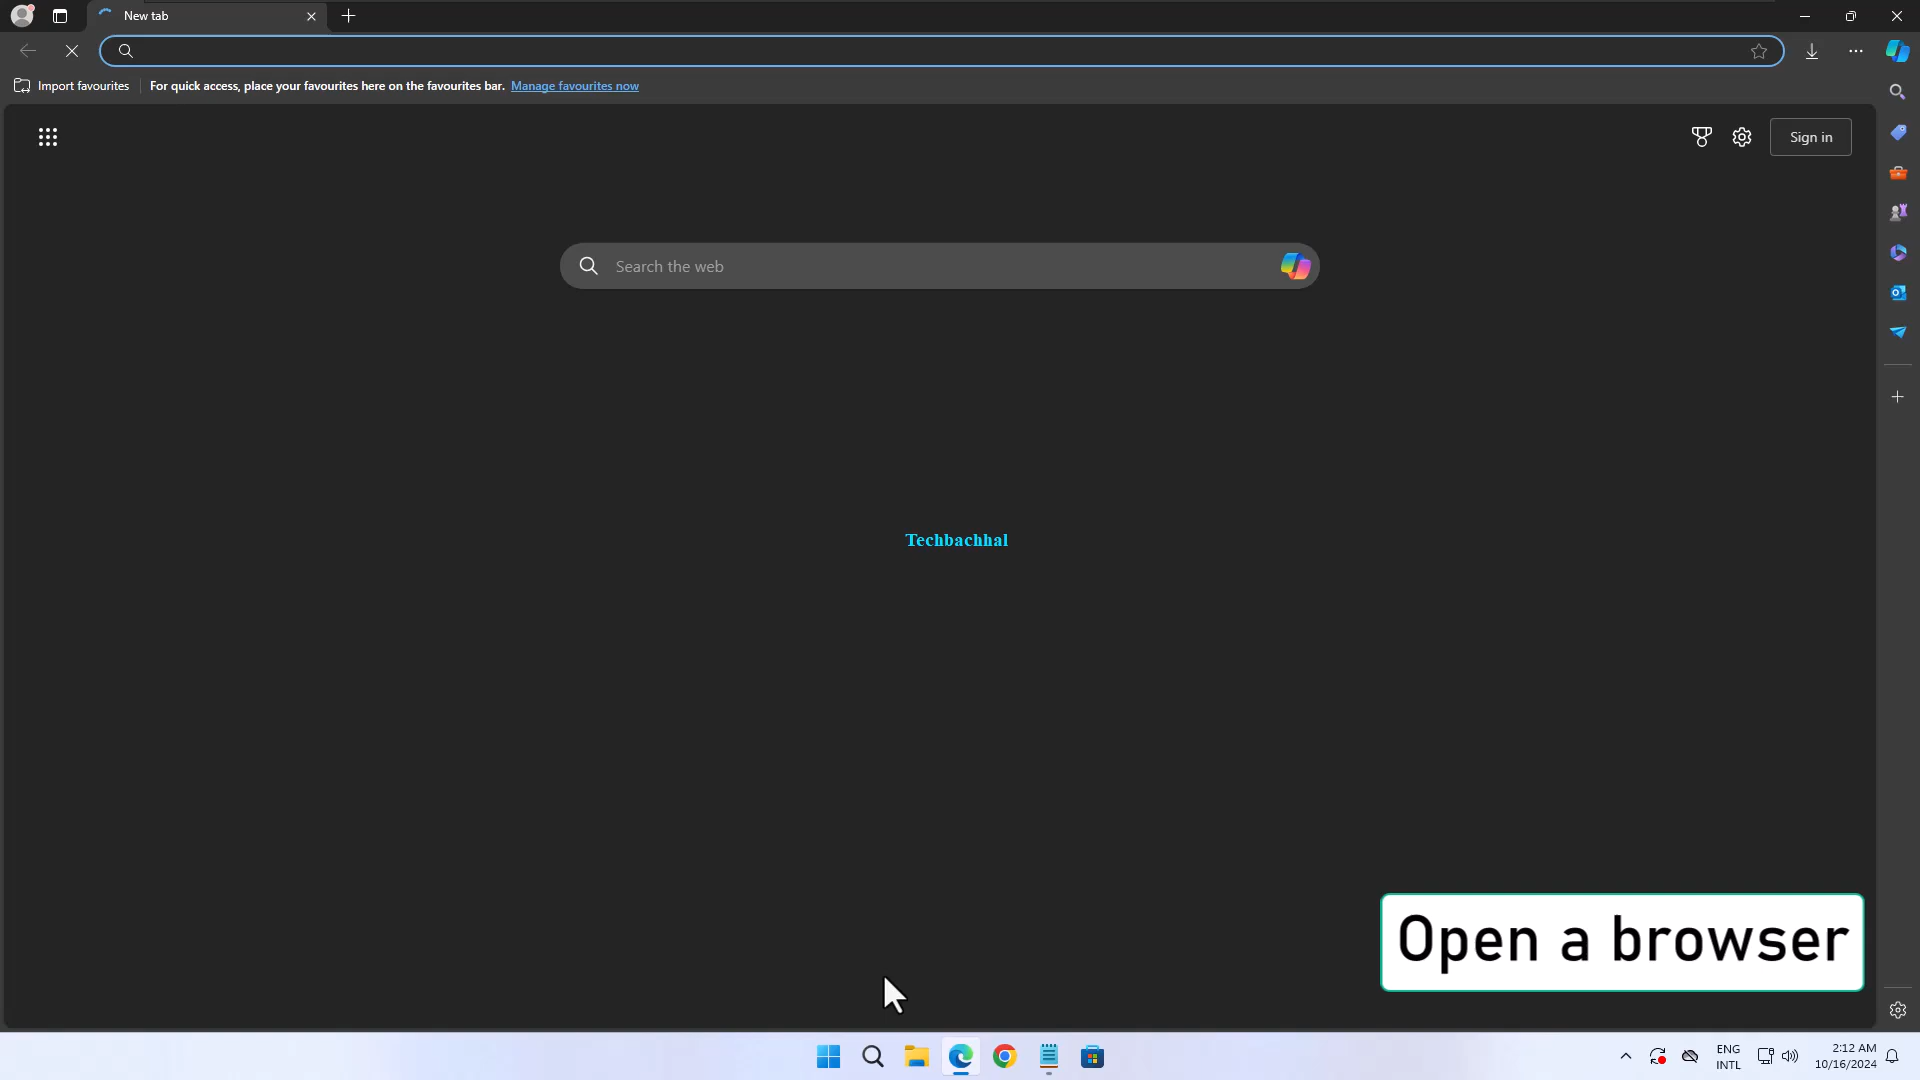 New tab
Import favourites
For quick access, place your favourites here on the favourites bar. Manage favourites now
Sign in
Search the web
Techbachhal
Open a browser
ENG
INTL
2:12 AM
10/16/2024